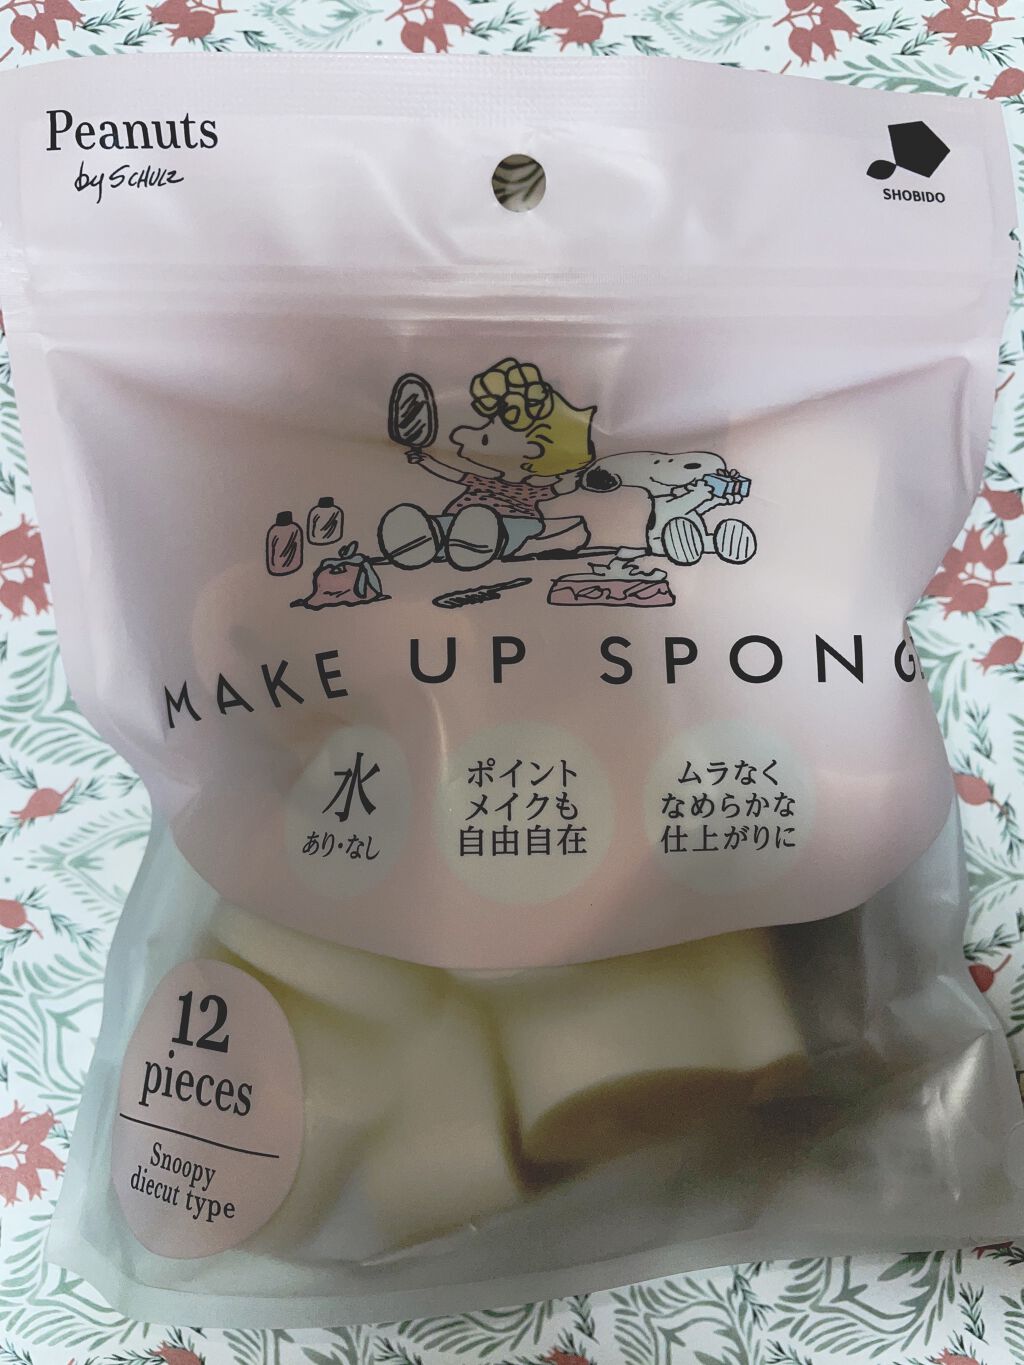 Peanuts
by SCHULZ
SHOBIDO
MAKE UP SPONG
水
あり・なし
ポイント
メイクも
自由自在
ムラなく
なめらかな
仕上がりに
12
pieces
Snoopy
diecut type